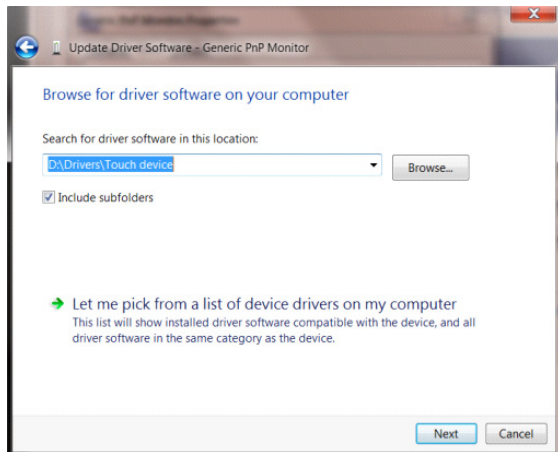 Update Driver Software - Generic PnP Monitor
Browse for driver software on your computer
Search for driver software in this location:
D:\Drivers\Touch device
Browse...
Include subfolders
Let me pick from a list of device drivers on my computer
This list will show installed driver software compatible with the device, and all
driver software in the same category as the device.
Next
Cancel